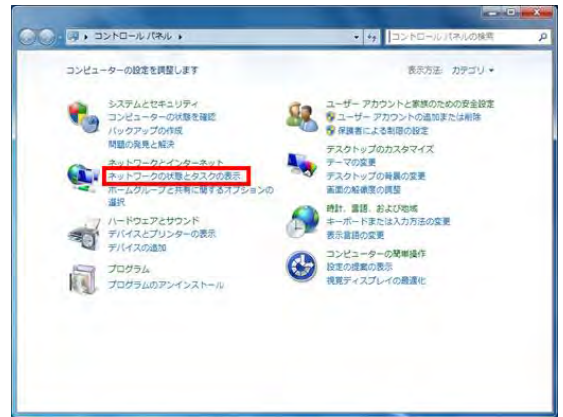 コントロール パネル
コントロール パネルの検索
コンピューターの設定を調整します
表示方法: カテゴリ
システムとセキュリティ
コンピューターの状態を確認
バックアップの作成
問題の発見と解決
ネットワークとインターネット
ネットワークの状態とタスクの表示
ホームグループと共有に関するオプションの
選択
ハードウェアとサウンド
デバイスとプリンターの表示
デバイスの追加
プログラム
プログラムのアンインストール
ユーザー アカウントと家族のための安全設定
ユーザー アカウントの追加または削除
保護者による制限の設定
デスクトップのカスタマイズ
テーマの変更
デスクトップの背景の変更
画面の解像度の調整
時計、言語、および地域
キーボードまたは入力方法の変更
表示言語の変更
コンピューターの簡単操作
設定の提案の表示
視覚ディスプレイの最適化